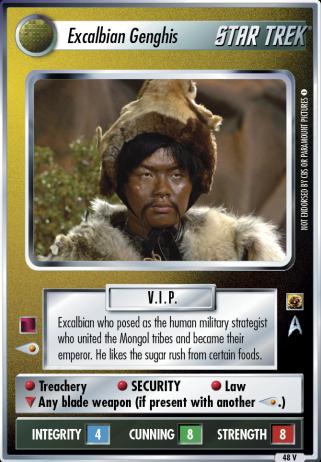 Excalbian Genghis
STAR TREK
NOT ENDORSED BY CBS OR PARAMOUNT PICTURES
V.I.P.
Excalbian who posed as the human military strategist
who united the Mongol tribes and became their
emperor. He likes the sugar rush from certain foods.
Treachery SECURITY Law
Any blade weapon (if present with another .)
INTEGRITY 4 CUNNING 8 STRENGTH 8
48 V